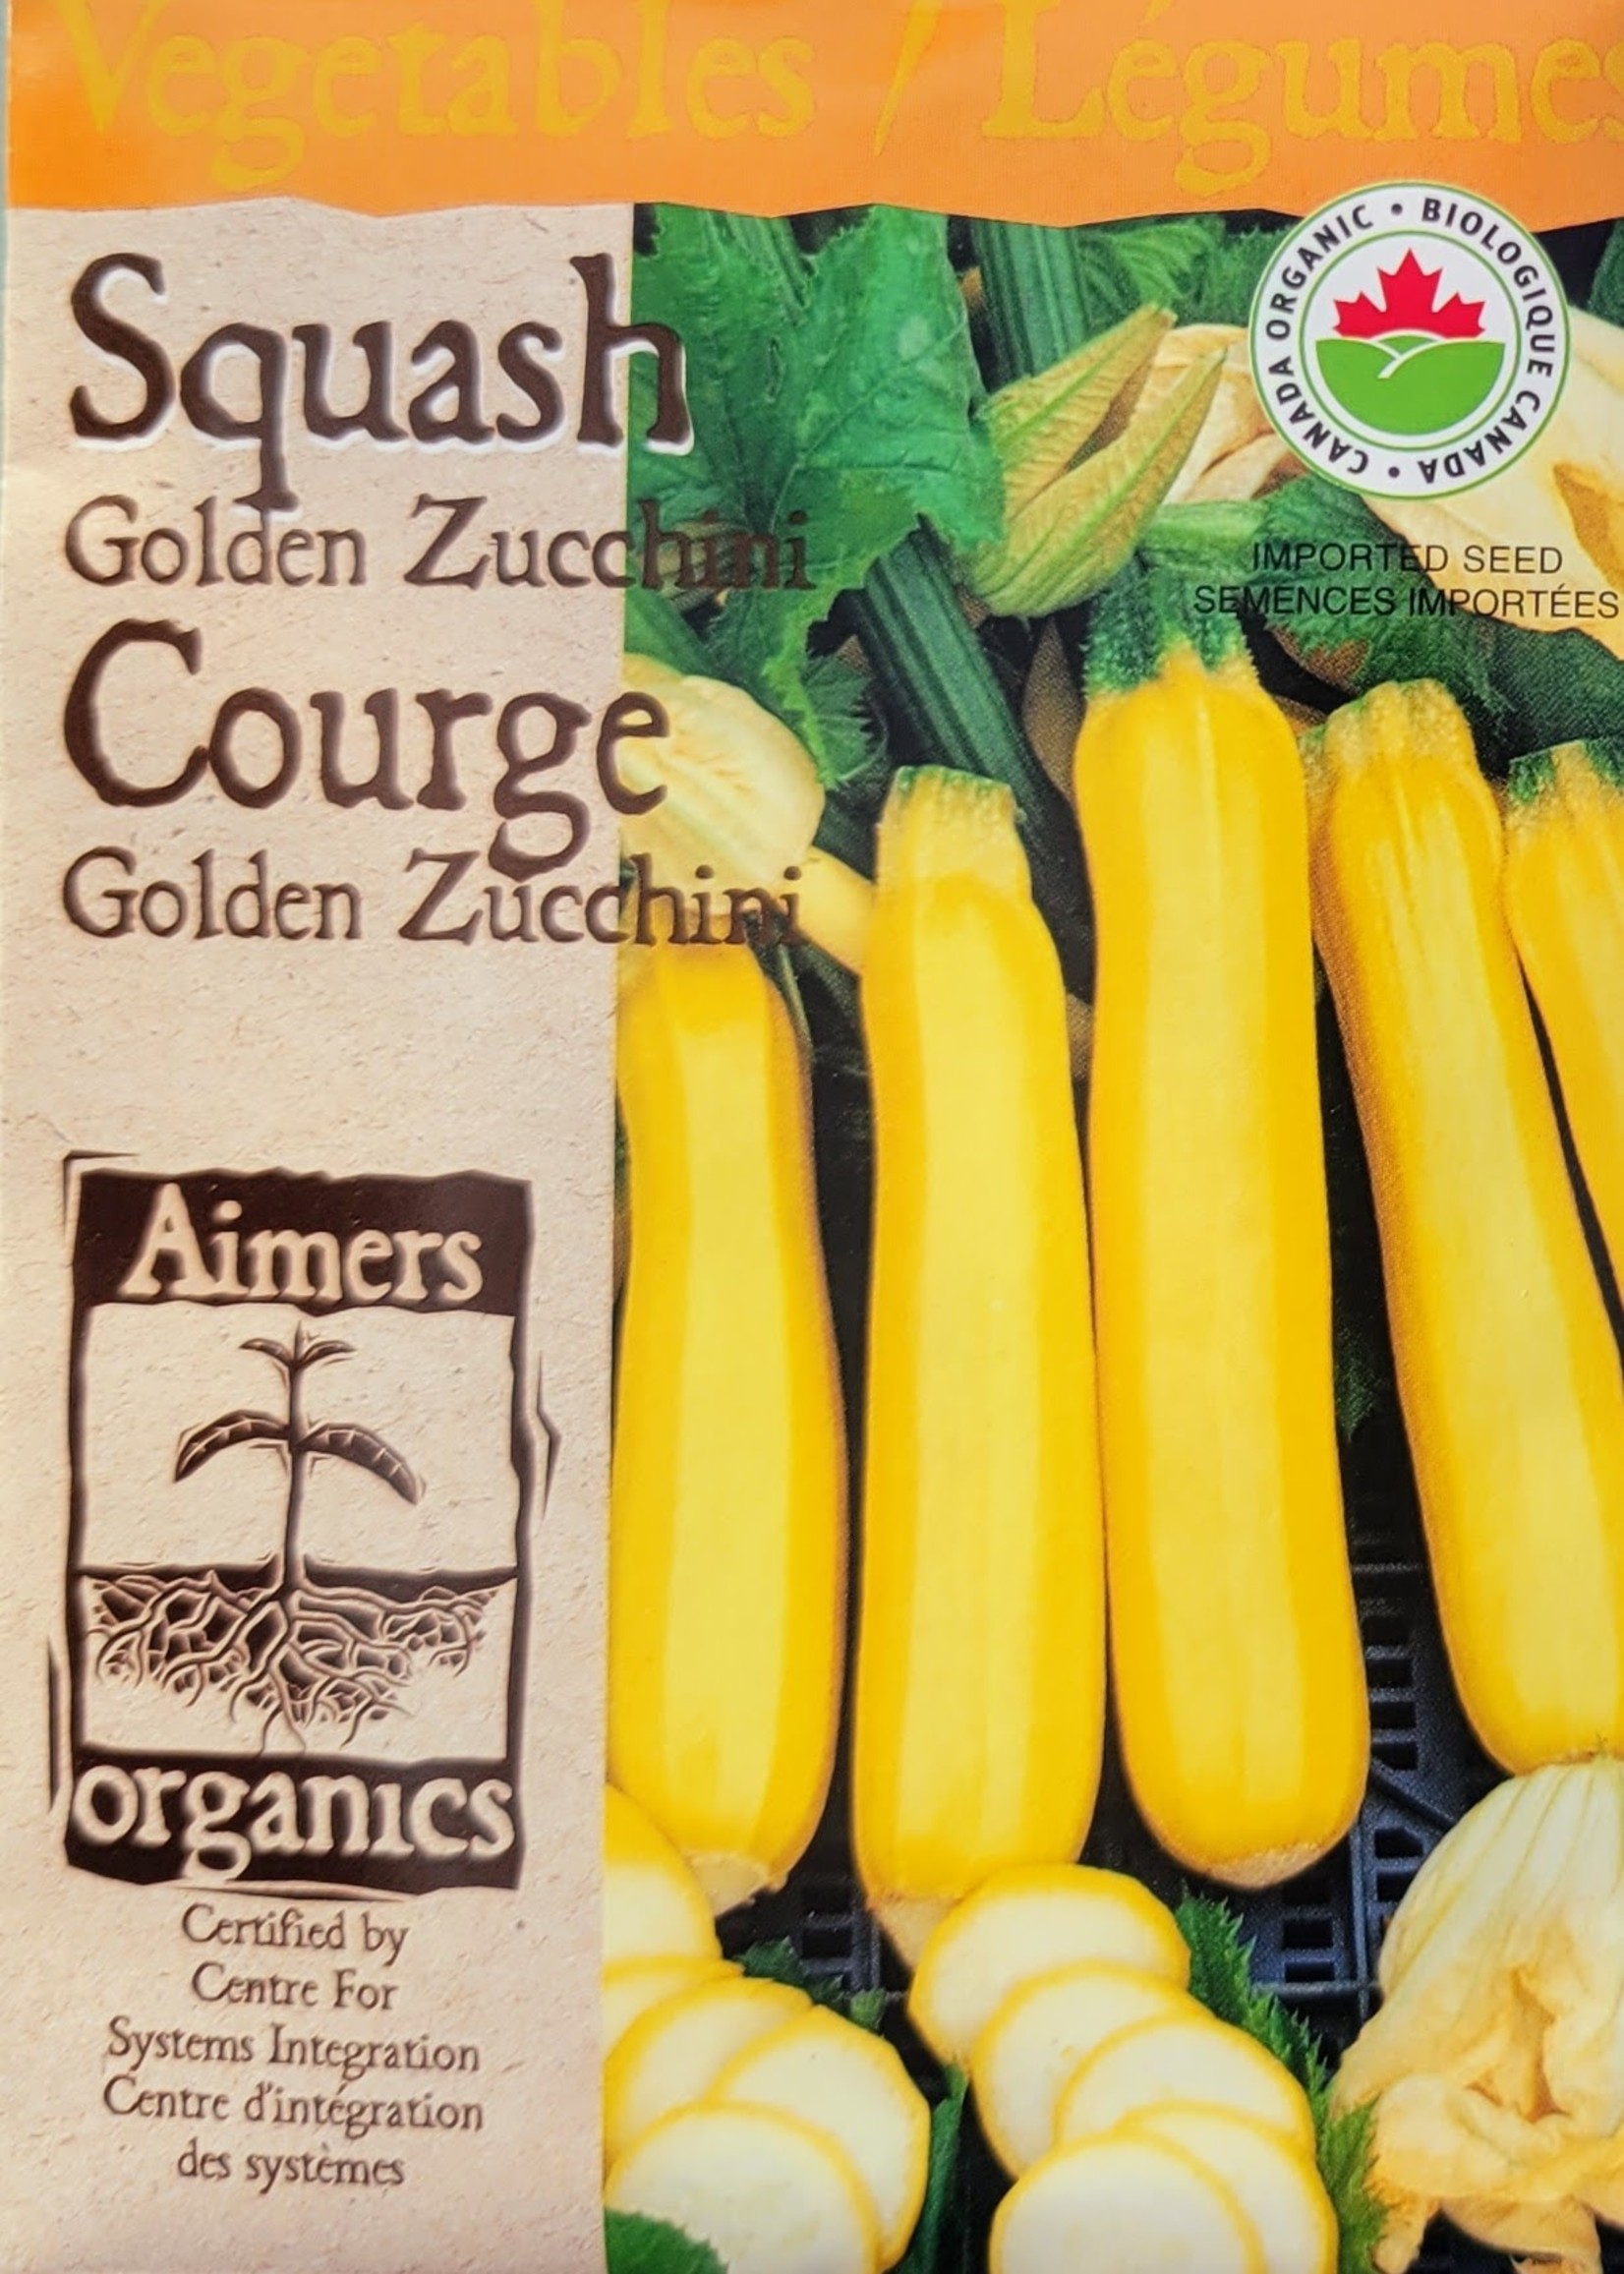 Vegetables / Légumes
CANADA ORGANIC • BIOLOGIQUE CANADA •
Squash
Golden Zucchini
IMPORTED SEED
SEMENCES IMPORTÉES
Courge
Golden Zucchini
Aimers
organics
Certified by
Centre For
Systems Integration
Centre d'intégration
des systèmes